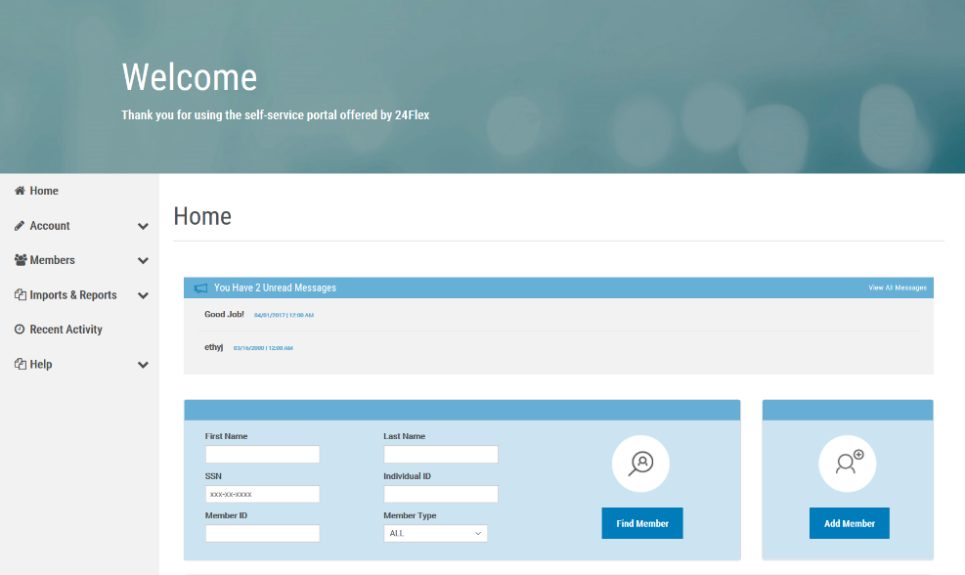 Welcome
Thank you for using the self-service portal offered by 24Flex
Home
Account
Members
Imports & Reports
Recent Activity
Help
Home
You Have 2 Unread Messages
View All Messages
Good Job! 04/01/2017 | 12:00 AM
ethyj 03/16/2000 | 12:00 AM
First Name
Last Name
SSN
Individual ID
xxx-xx-xxxx
Member ID
Member Type
ALL
Find Member
Add Member